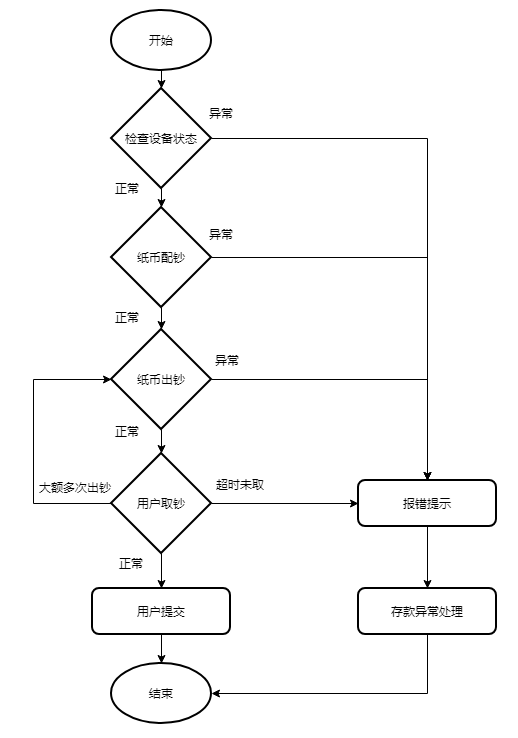 开始
异常
检查设备状态
正常
异常
纸币配钞
正常
异常
纸币出钞
正常
大额多次出钞
超时未取
用户取钞
报错提示
正常
用户提交
存款异常处理
结束